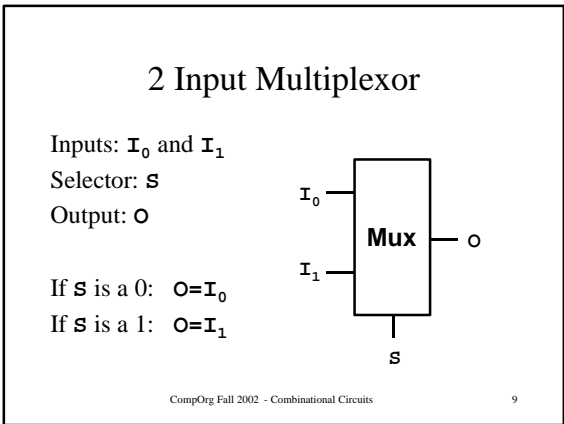 2 Input Multiplexor
Inputs: I₀ and I₁
Selector: S
Output: O
If S is a 0: O=I₀
If S is a 1: O=I₁
I₀
I₁
Mux
O
S
CompOrg Fall 2002 - Combinational Circuits
9